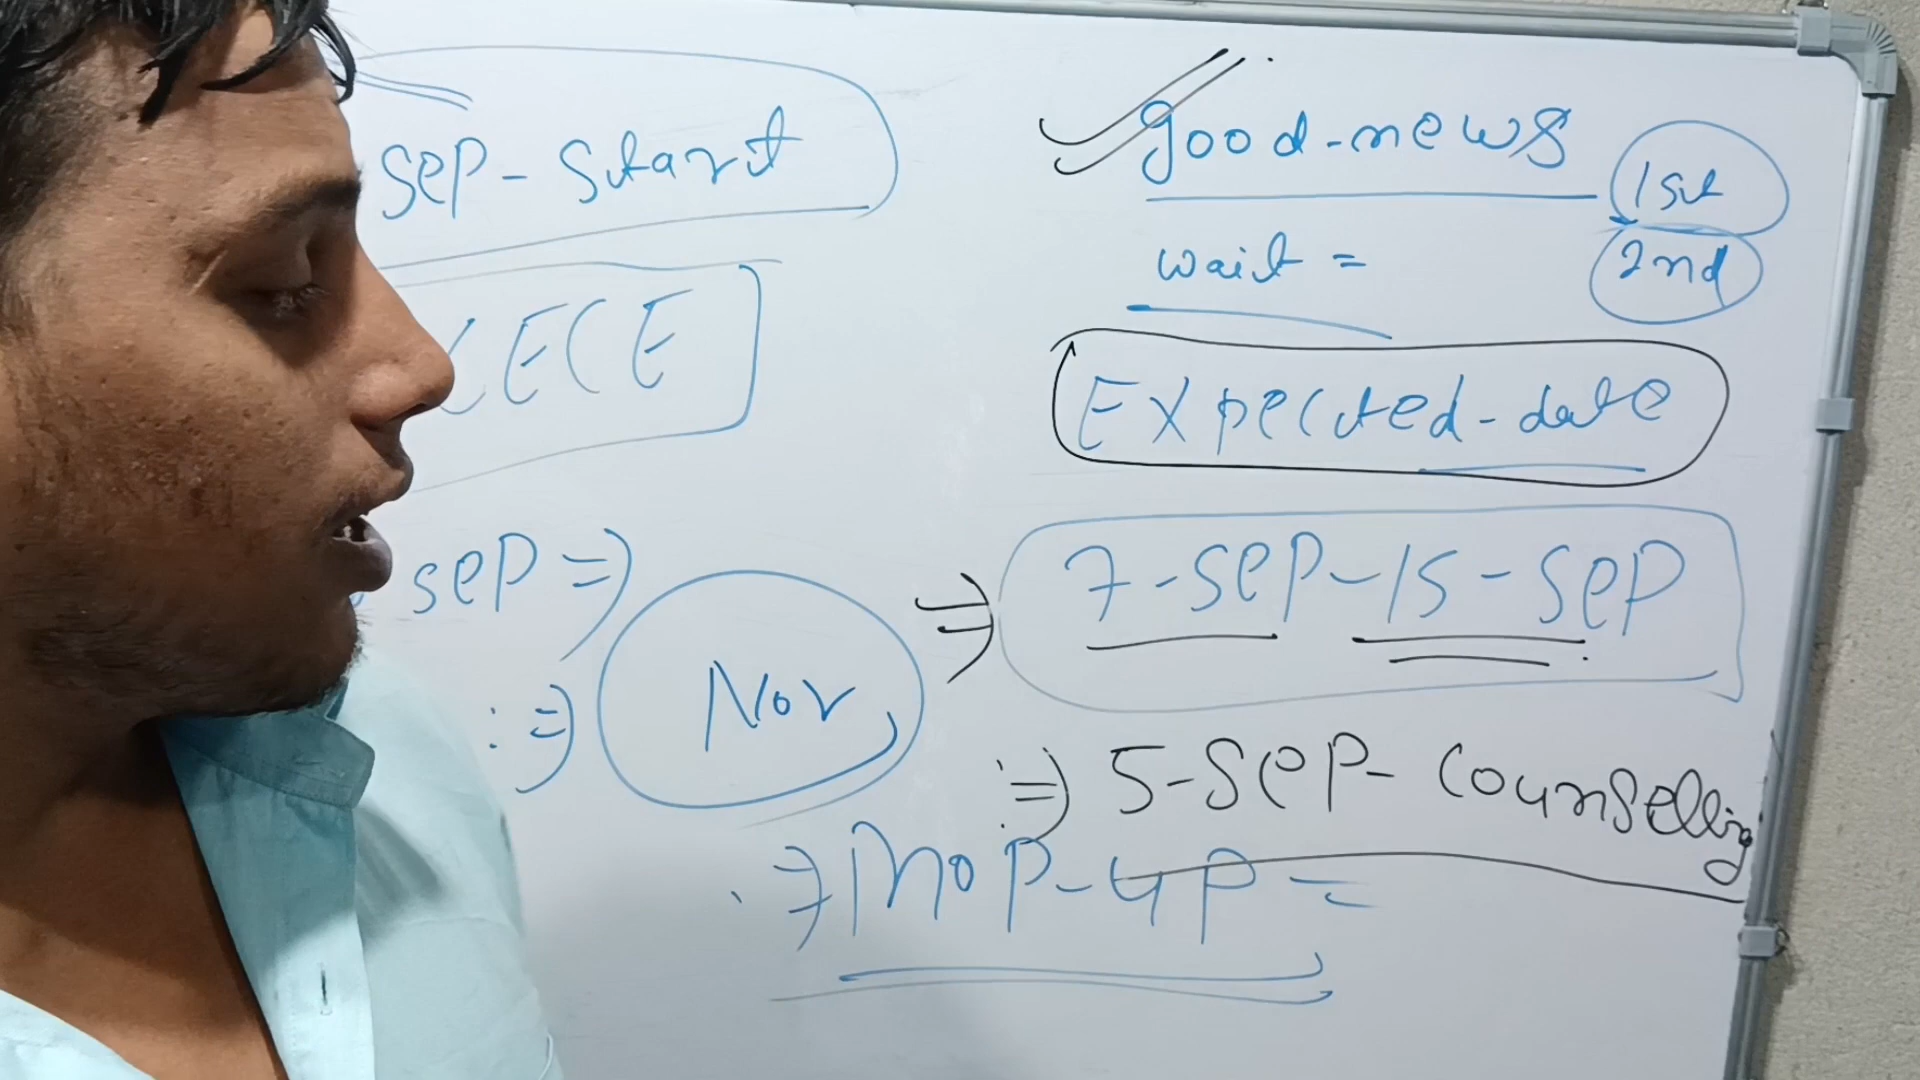 Sep - Start
ECE
Sep =>
:=> Nov
good-news
1st
wait =
2nd
Expected-date
=> 7-Sep-15-Sep
:=> 5-Sep-Counselling
=> Mop-up =